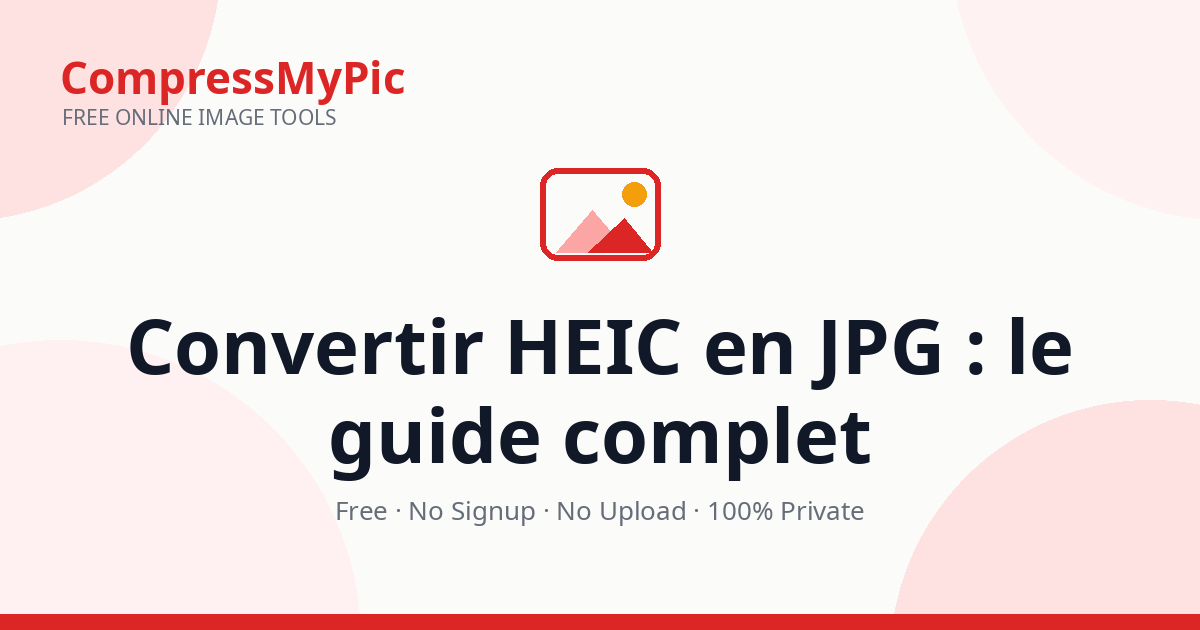 CompressMyPic
FREE ONLINE IMAGE TOOLS
Convertir HEIC en JPG : le
guide complet
Free · No Signup · No Upload · 100% Private